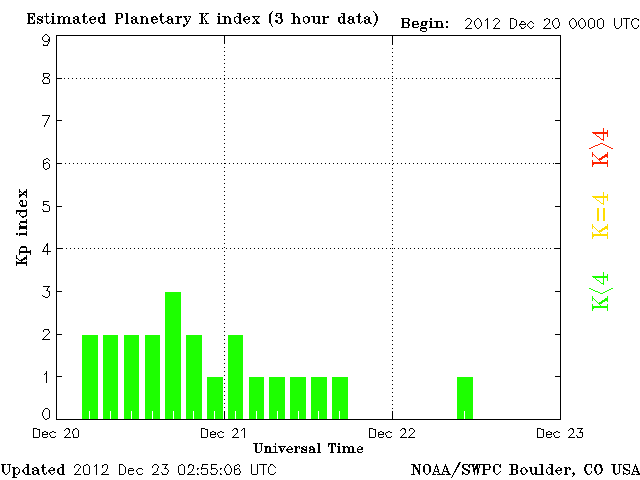 Estimated Planetary K index (3 hour data) Begin: 2012 Dec 20 0000 UTC
9
8
7
6
5
4
3
2
1
0
Kp index
K>4
K=4
K<4
Dec 20 Dec 21 Dec 22 Dec 23
Universal Time
Updated 2012 Dec 23 02:55:06 UTC NOAA/SWPC Boulder, CO USA